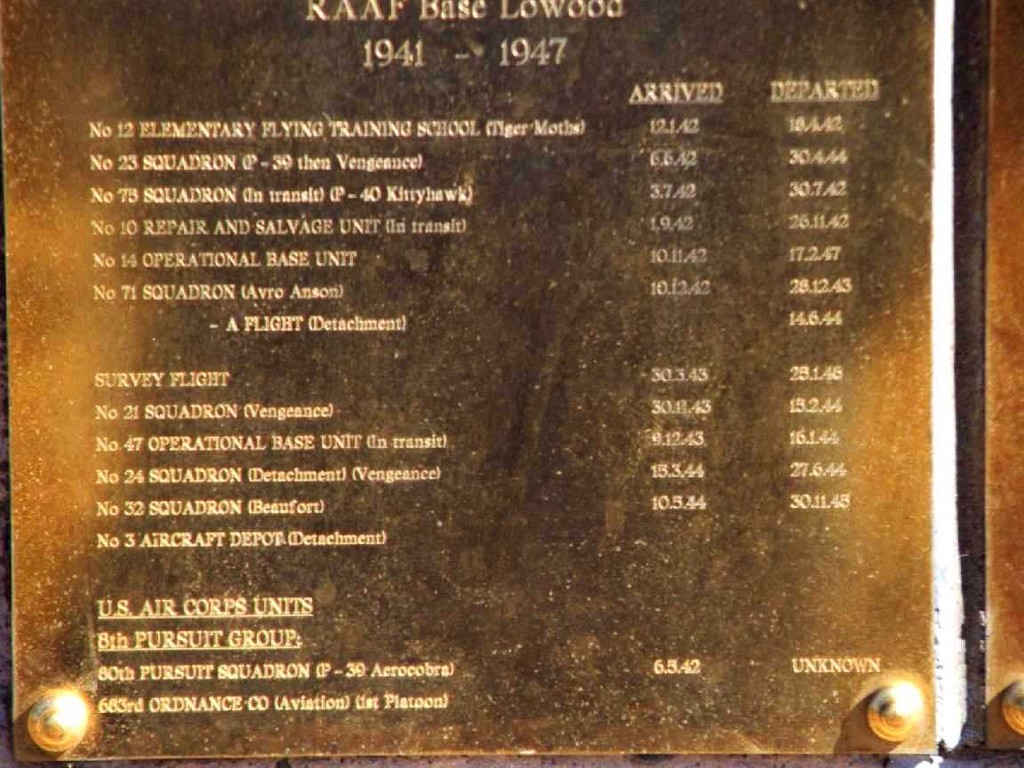 RAAF Base Lowood
1941 - 1947
ARRIVED DEPARTED
No 12 ELEMENTARY FLYING TRAINING SCHOOL (Tiger Moths) 12.1.42 18.4.42
No 23 SQUADRON (P-39 then Vengeance) 6.6.42 30.4.44
No 75 SQUADRON (In transit) (P-40 Kittyhawk) 3.7.42 30.7.42
No 10 REPAIR AND SALVAGE UNIT (In transit) 1.9.42 26.11.42
No 14 OPERATIONAL BASE UNIT 10.11.42 17.2.47
No 71 SQUADRON (Avro Anson) 10.12.42 28.12.43
- A FLIGHT (Detachment) 14.6.44
SURVEY FLIGHT 30.3.43
No 21 SQUADRON (Vengeance) 30.11.43 15.2.44
No 47 OPERATIONAL BASE UNIT (In transit) 9.12.43 16.1.44
No 24 SQUADRON (Detachment) (Vengeance) 15.3.44 27.6.44
No 32 SQUADRON (Beaufort) 10.5.44 30.11.45
No 3 AIRCRAFT DEPOT (Detachment)
U.S. AIR CORPS UNITS
8th PURSUIT GROUP:
80th PURSUIT SQUADRON (P-39 Aerocobra) 6.5.42 UNKNOWN
ORDNANCE CO (Aviation) (1st Platoon)